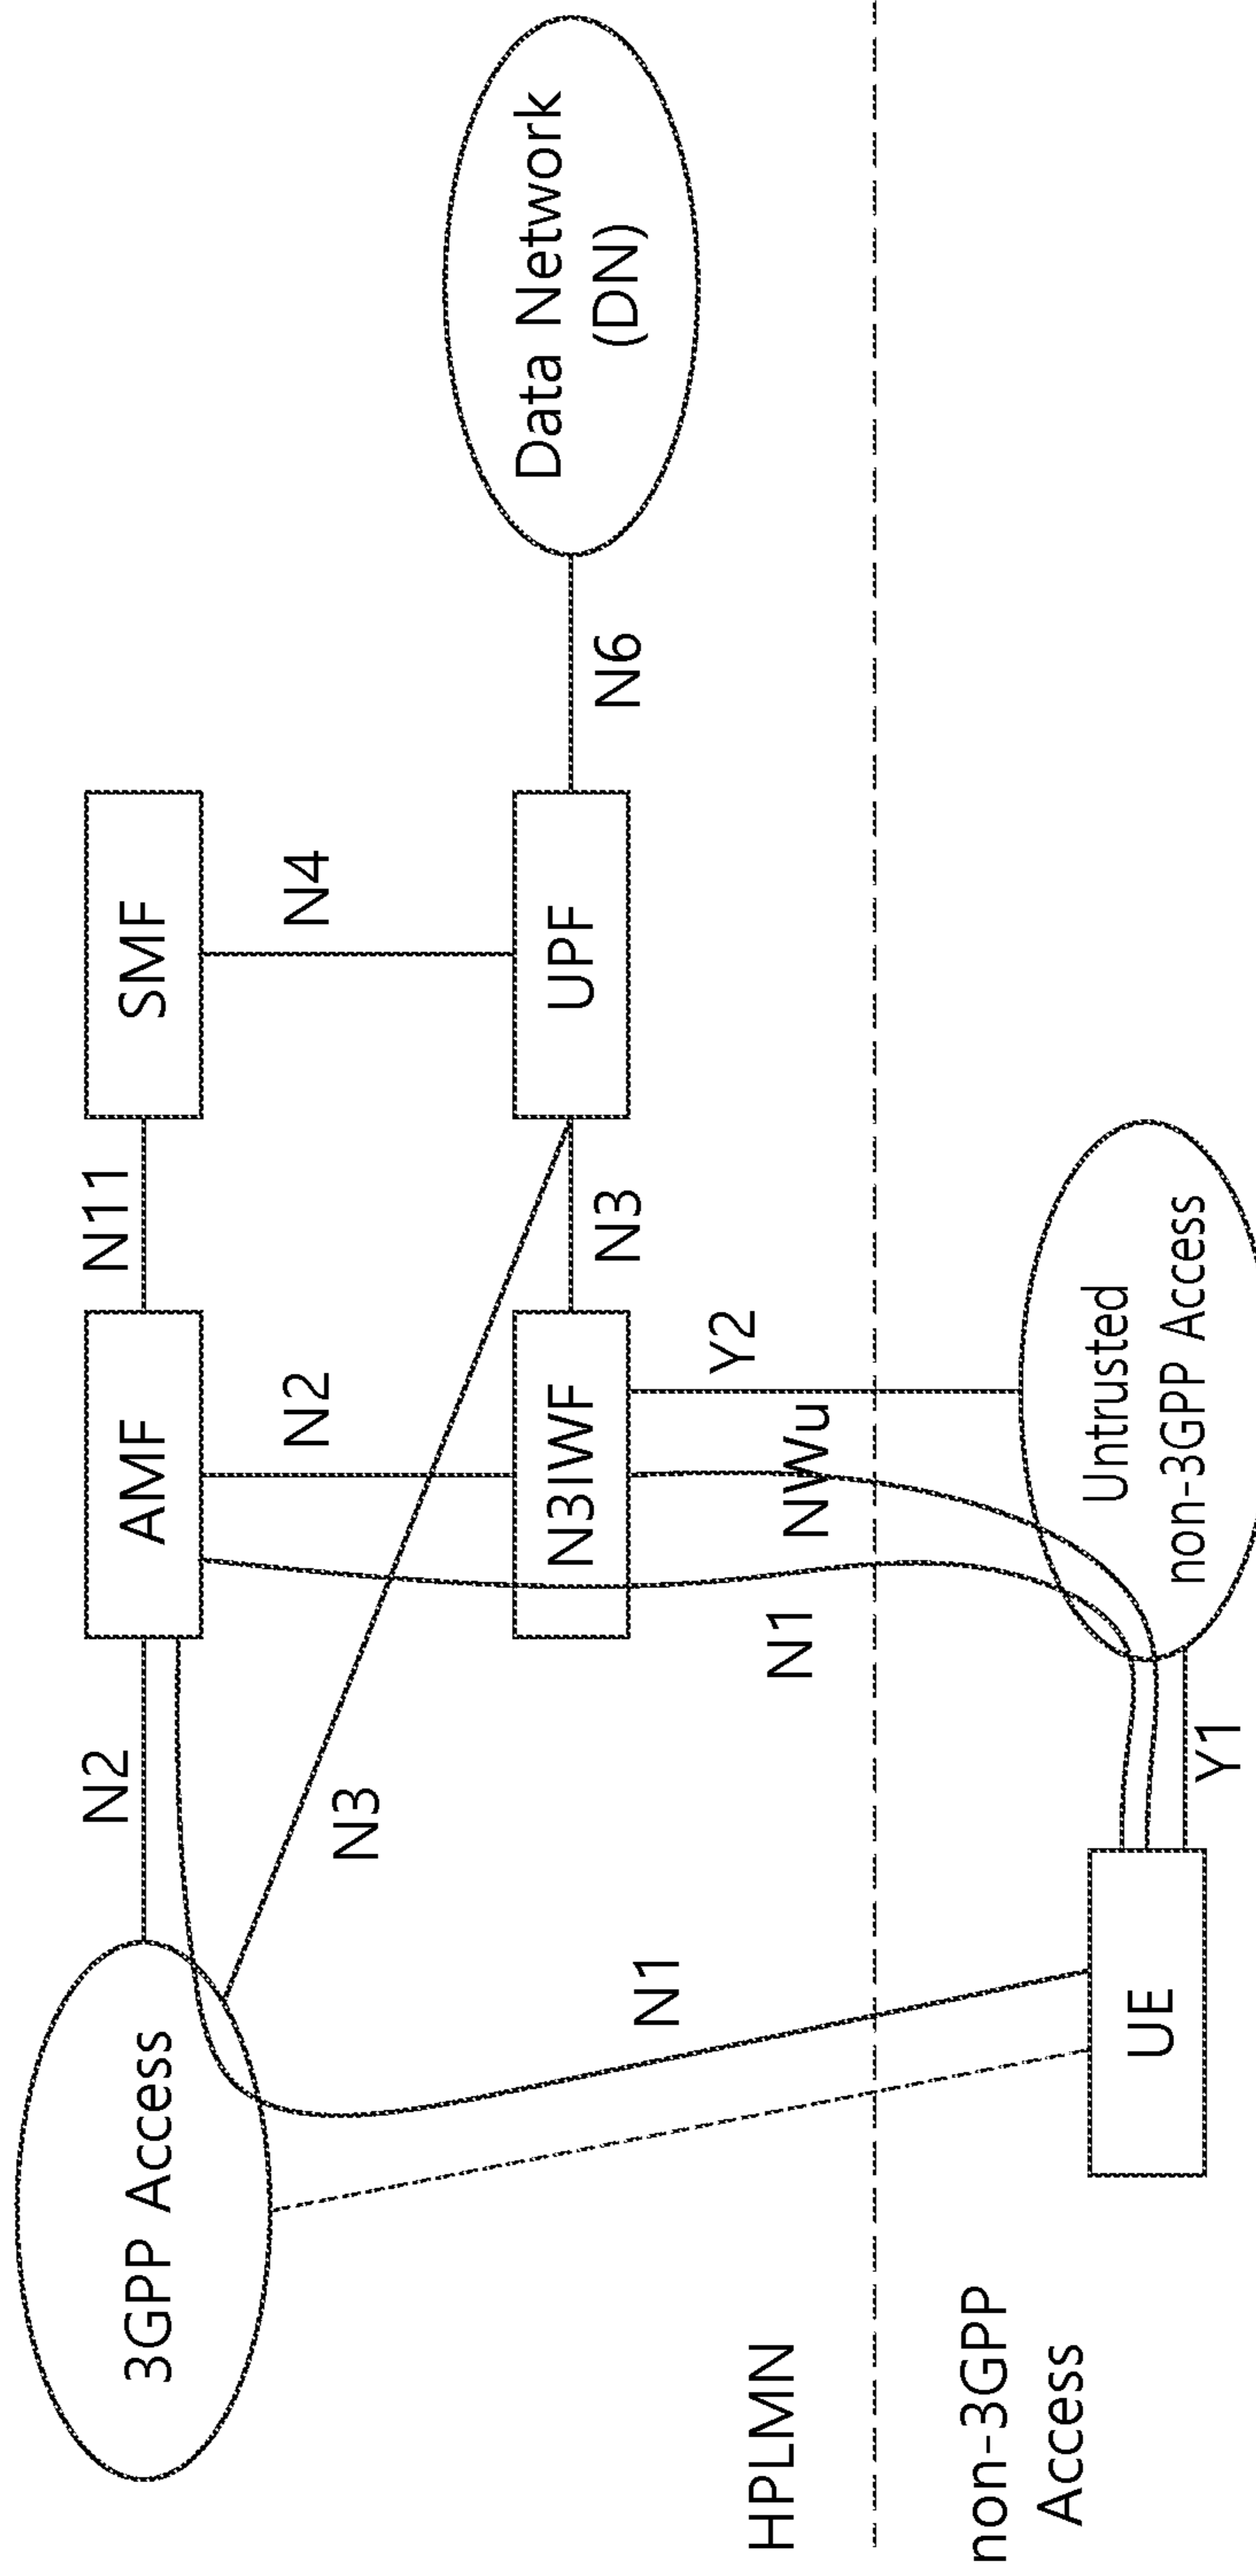 3GPP Access
N2
AMF
N11
SMF
N3
N2
N4
N1
N3IWF
N3
UPF
N6
Data Network
(DN)
N1
NWu
Y2
HPLMN
non-3GPP
Access
UE
Y1
Untrusted
non-3GPP Access